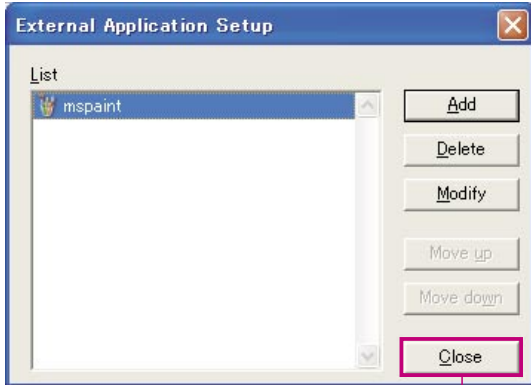 External Application Setup
List
mspaint
Add
Delete
Modify
Move up
Move down
Close